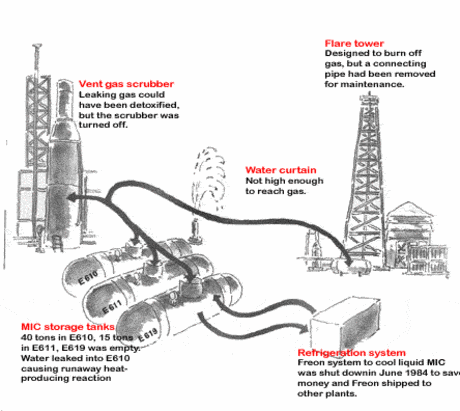 Flare tower
Designed to burn off
gas, but a connecting
pipe had been removed
for maintenance.
Vent gas scrubber
Leaking gas could
have been detoxified,
but the scrubber was
turned off.
Water curtain
Not high enough
to reach gas.
E610
E611
E619
MIC storage tanks
40 tons in E610, 15 tons
in E611, E619 was empty.
Water leaked into E610
causing runaway heat-
producing reaction
Refrigeration system
Freon system to cool liquid MIC
was shut downin June 1984 to save
money and Freon shipped to
other plants.